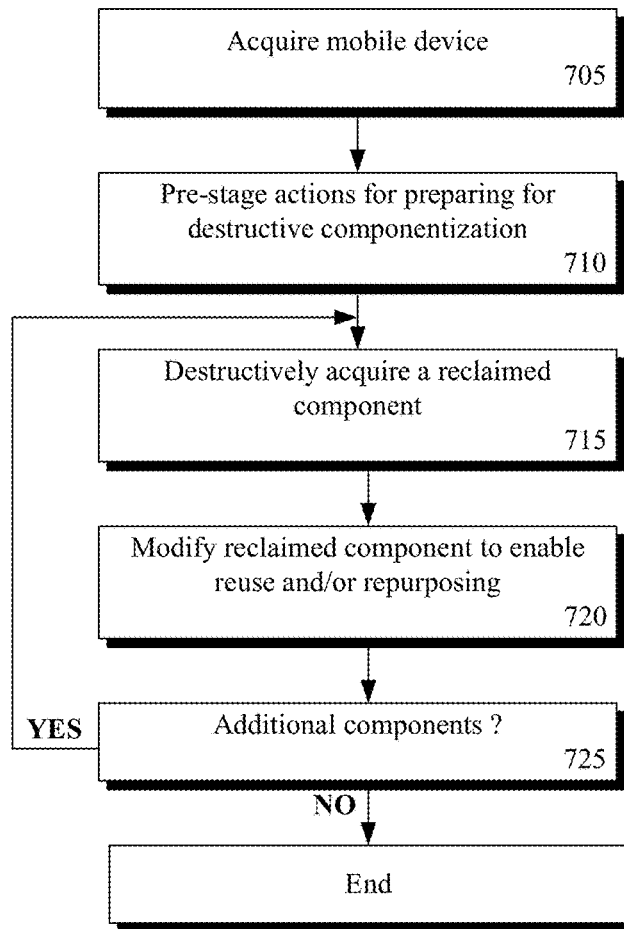 Acquire mobile device
705
Pre-stage actions for preparing for
destructive componentization
710
Destructively acquire a reclaimed
component
715
Modify reclaimed component to enable
reuse and/or repurposing
720
YES
Additional components ?
725
NO
End